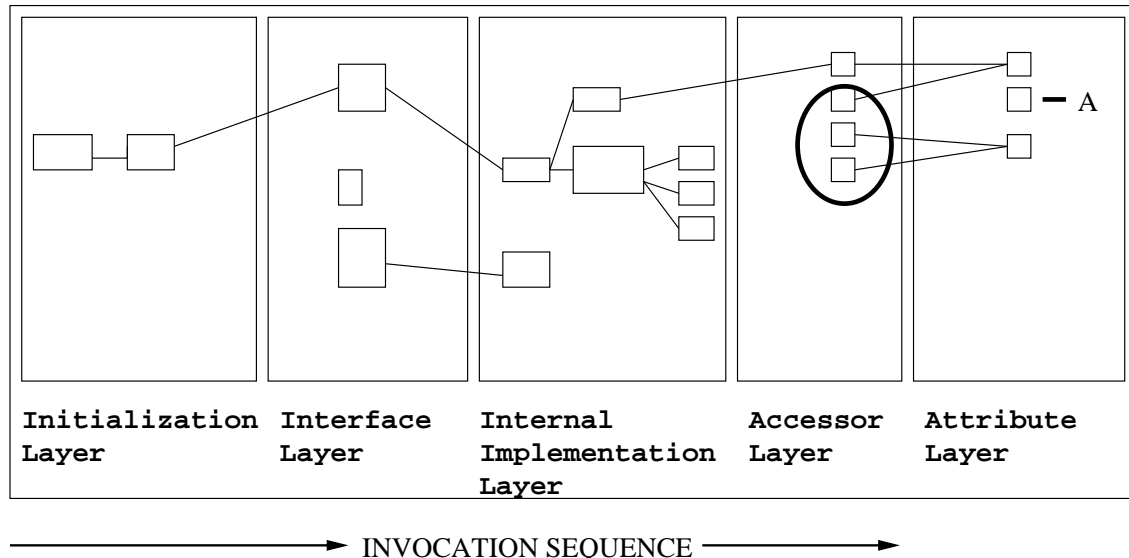 A
Initialization
Layer
Interface
Layer
Internal
Implementation
Layer
Accessor
Layer
Attribute
Layer
INVOCATION SEQUENCE